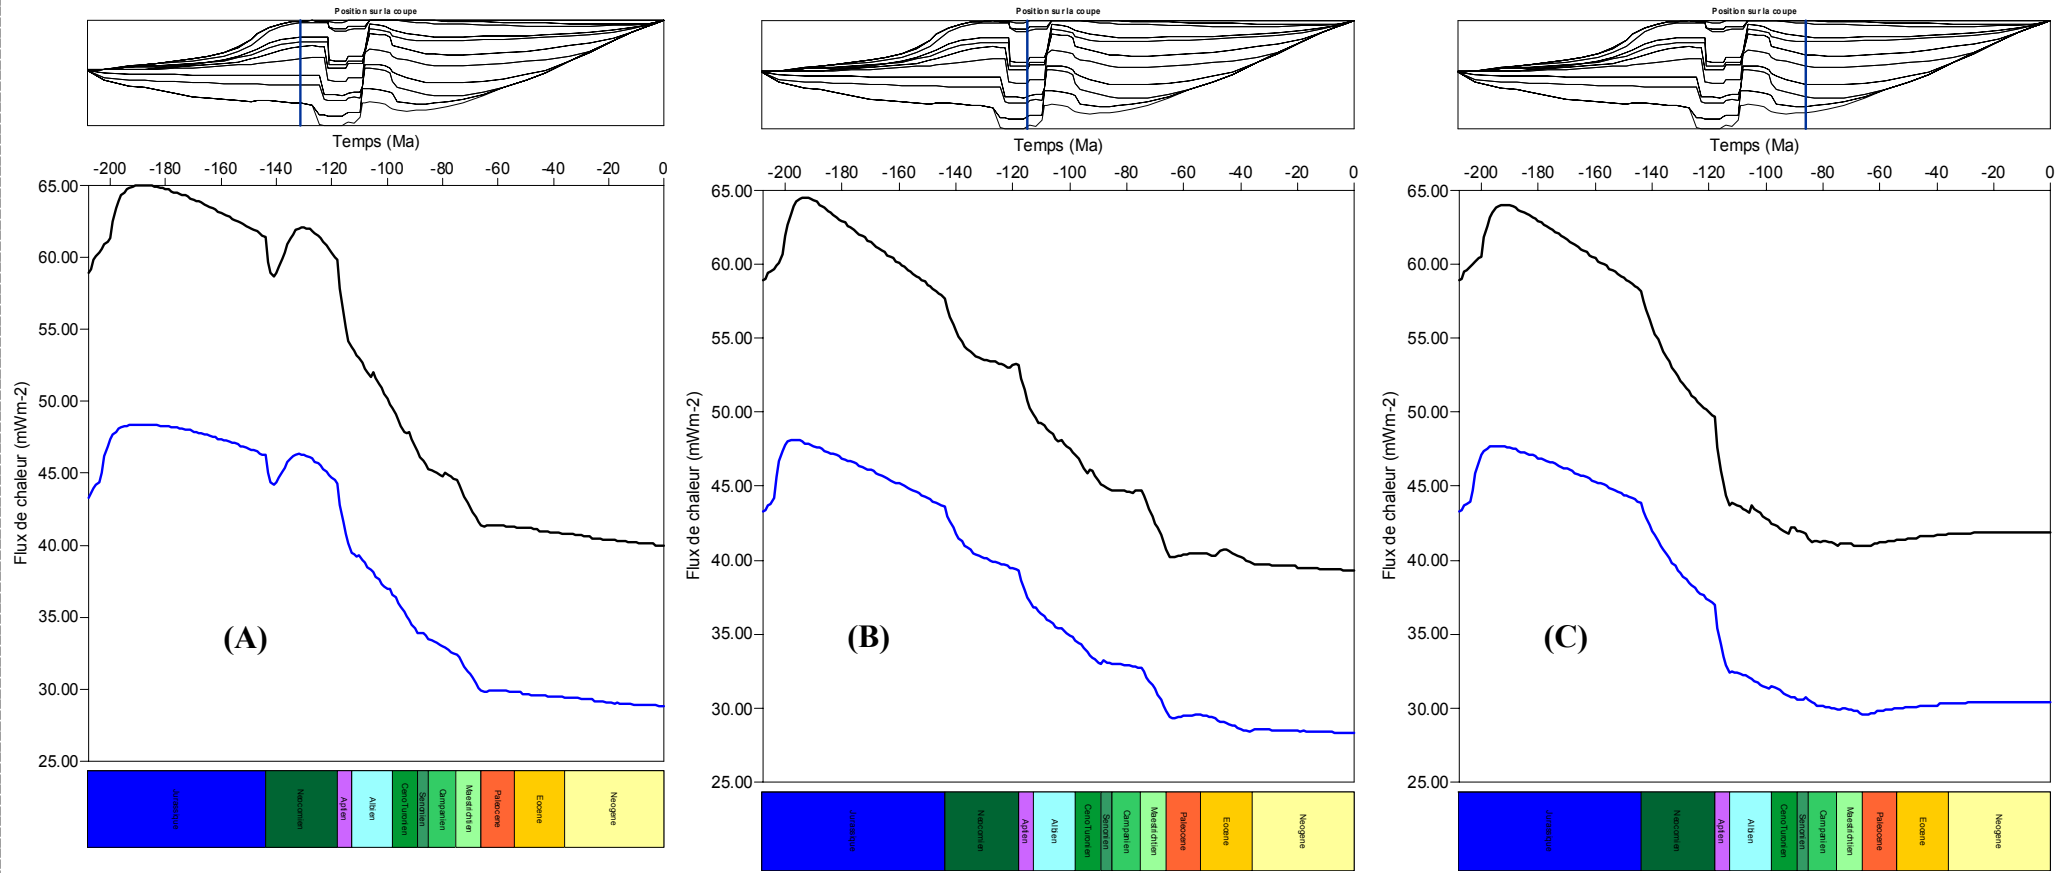 Position sur la coupe
Temps (Ma)
-200 -180 -160 -140 -120 -100 -80 -60 -40 -20 0
65.00
60.00
55.00
50.00
45.00
40.00
35.00
30.00
25.00
Flux de chaleur (mWm-2)
(A)
Jurassique Neocomien Aptien Albien CenoTuronien Senonien Campanien Maestrichtien Paleocene Eocene Neogene
Position sur la coupe
Temps (Ma)
-200 -180 -160 -140 -120 -100 -80 -60 -40 -20 0
65.00
60.00
55.00
50.00
45.00
40.00
35.00
30.00
25.00
Flux de chaleur (mWm-2)
(B)
Jurassique Neocomien Aptien Albien CenoTuronien Senonien Campanien Maestrichtien Paleocene Eocene Neogene
Position sur la coupe
Temps (Ma)
-200 -180 -160 -140 -120 -100 -80 -60 -40 -20 0
65.00
60.00
55.00
50.00
45.00
40.00
35.00
30.00
25.00
Flux de chaleur (mWm-2)
(C)
Jurassique Neocomien Aptien Albien CenoTuronien Senonien Campanien Maestrichtien Paleocene Eocene Neogene